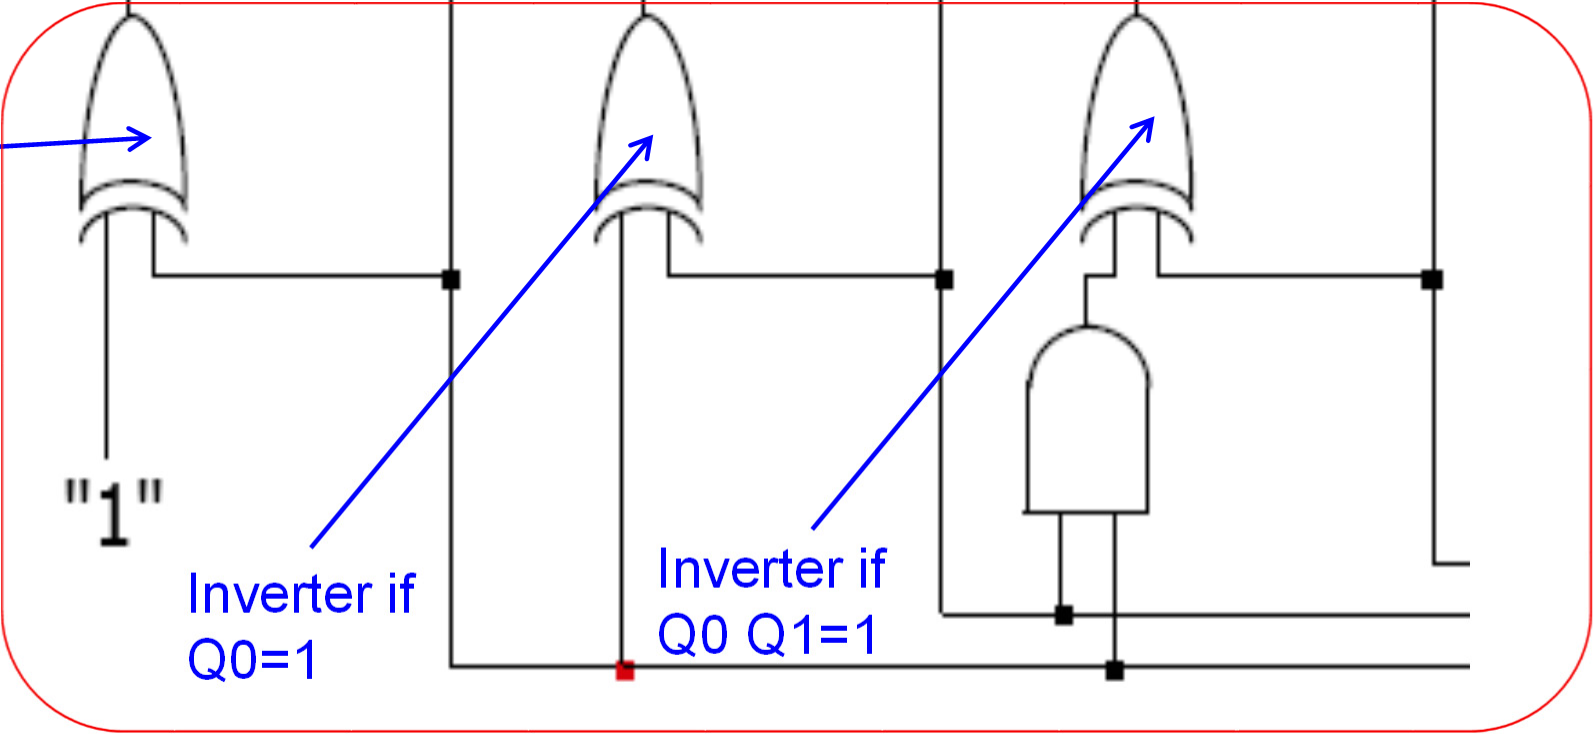 "1"
Inverter if
Q0=1
Inverter if
Q0 Q1=1